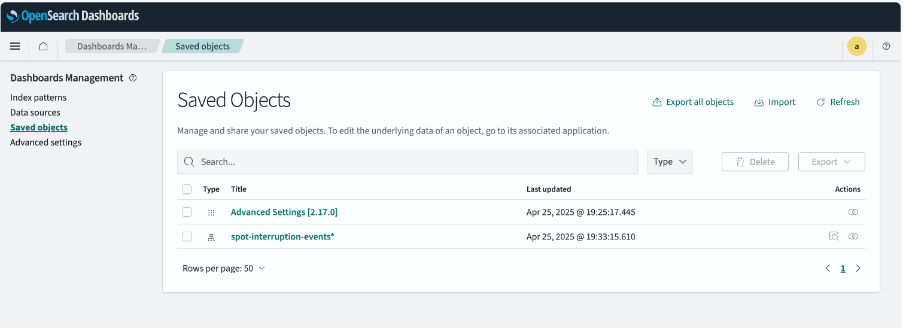 OpenSearch Dashboards
Dashboards Ma...
Saved objects
a
Dashboards Management
Index patterns
Data sources
Saved objects
Advanced settings
Saved Objects
Export all objects
Import
Refresh
Manage and share your saved objects. To edit the underlying data of an object, go to its associated application.
Search...
Type
Delete
Export
Type Title Last updated Actions
Advanced Settings [2.17.0] Apr 25, 2025 @ 19:25:17.445
spot-interruption-events* Apr 25, 2025 @ 19:33:15.610
Rows per page: 50
1